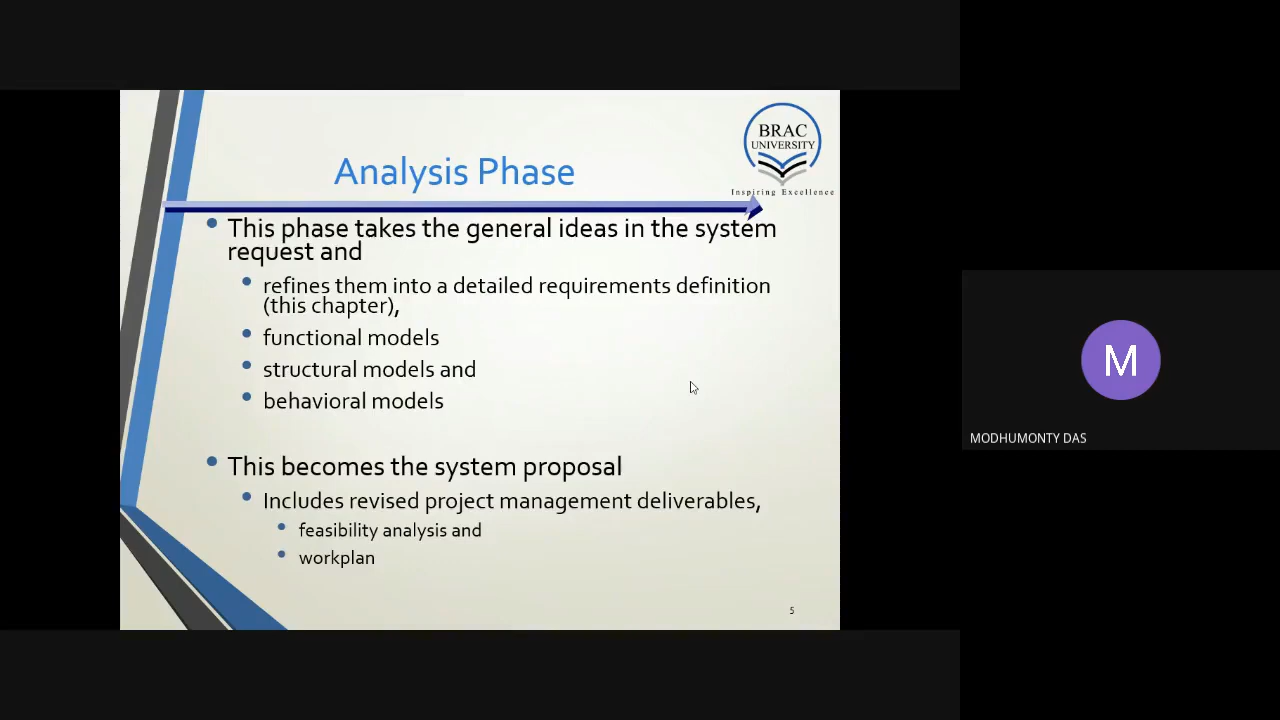 BRAC
UNIVERSITY
Inspiring Excellence
Analysis Phase
This phase takes the general ideas in the system
request and
refines them into a detailed requirements definition
(this chapter),
functional models
structural models and
behavioral models
This becomes the system proposal
Includes revised project management deliverables,
feasibility analysis and
workplan
5
M
MODHUMONTY DAS